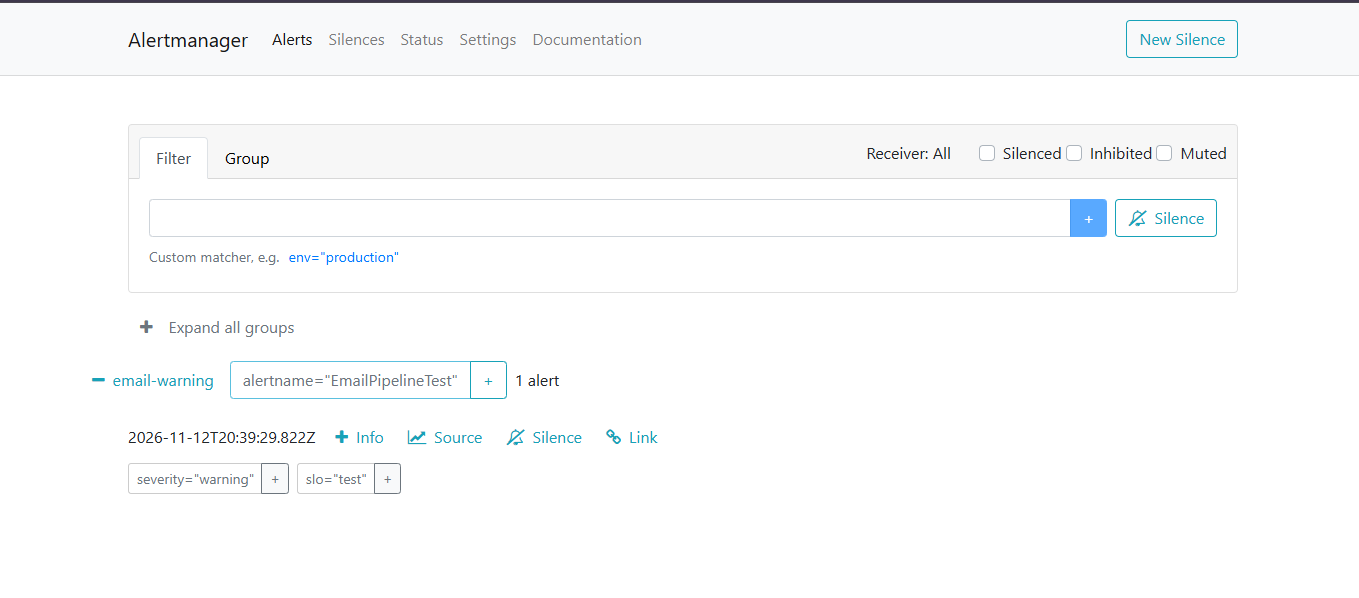 Alertmanager Alerts Silences Status Settings Documentation New Silence
Filter Group Receiver: All Silenced Inhibited Muted
+ Silence
Custom matcher, e.g. env="production"
+ Expand all groups
email-warning alertname="EmailPipelineTest" + 1 alert
2026-11-12T20:39:29.822Z + Info Source Silence Link
severity="warning" + slo="test" +